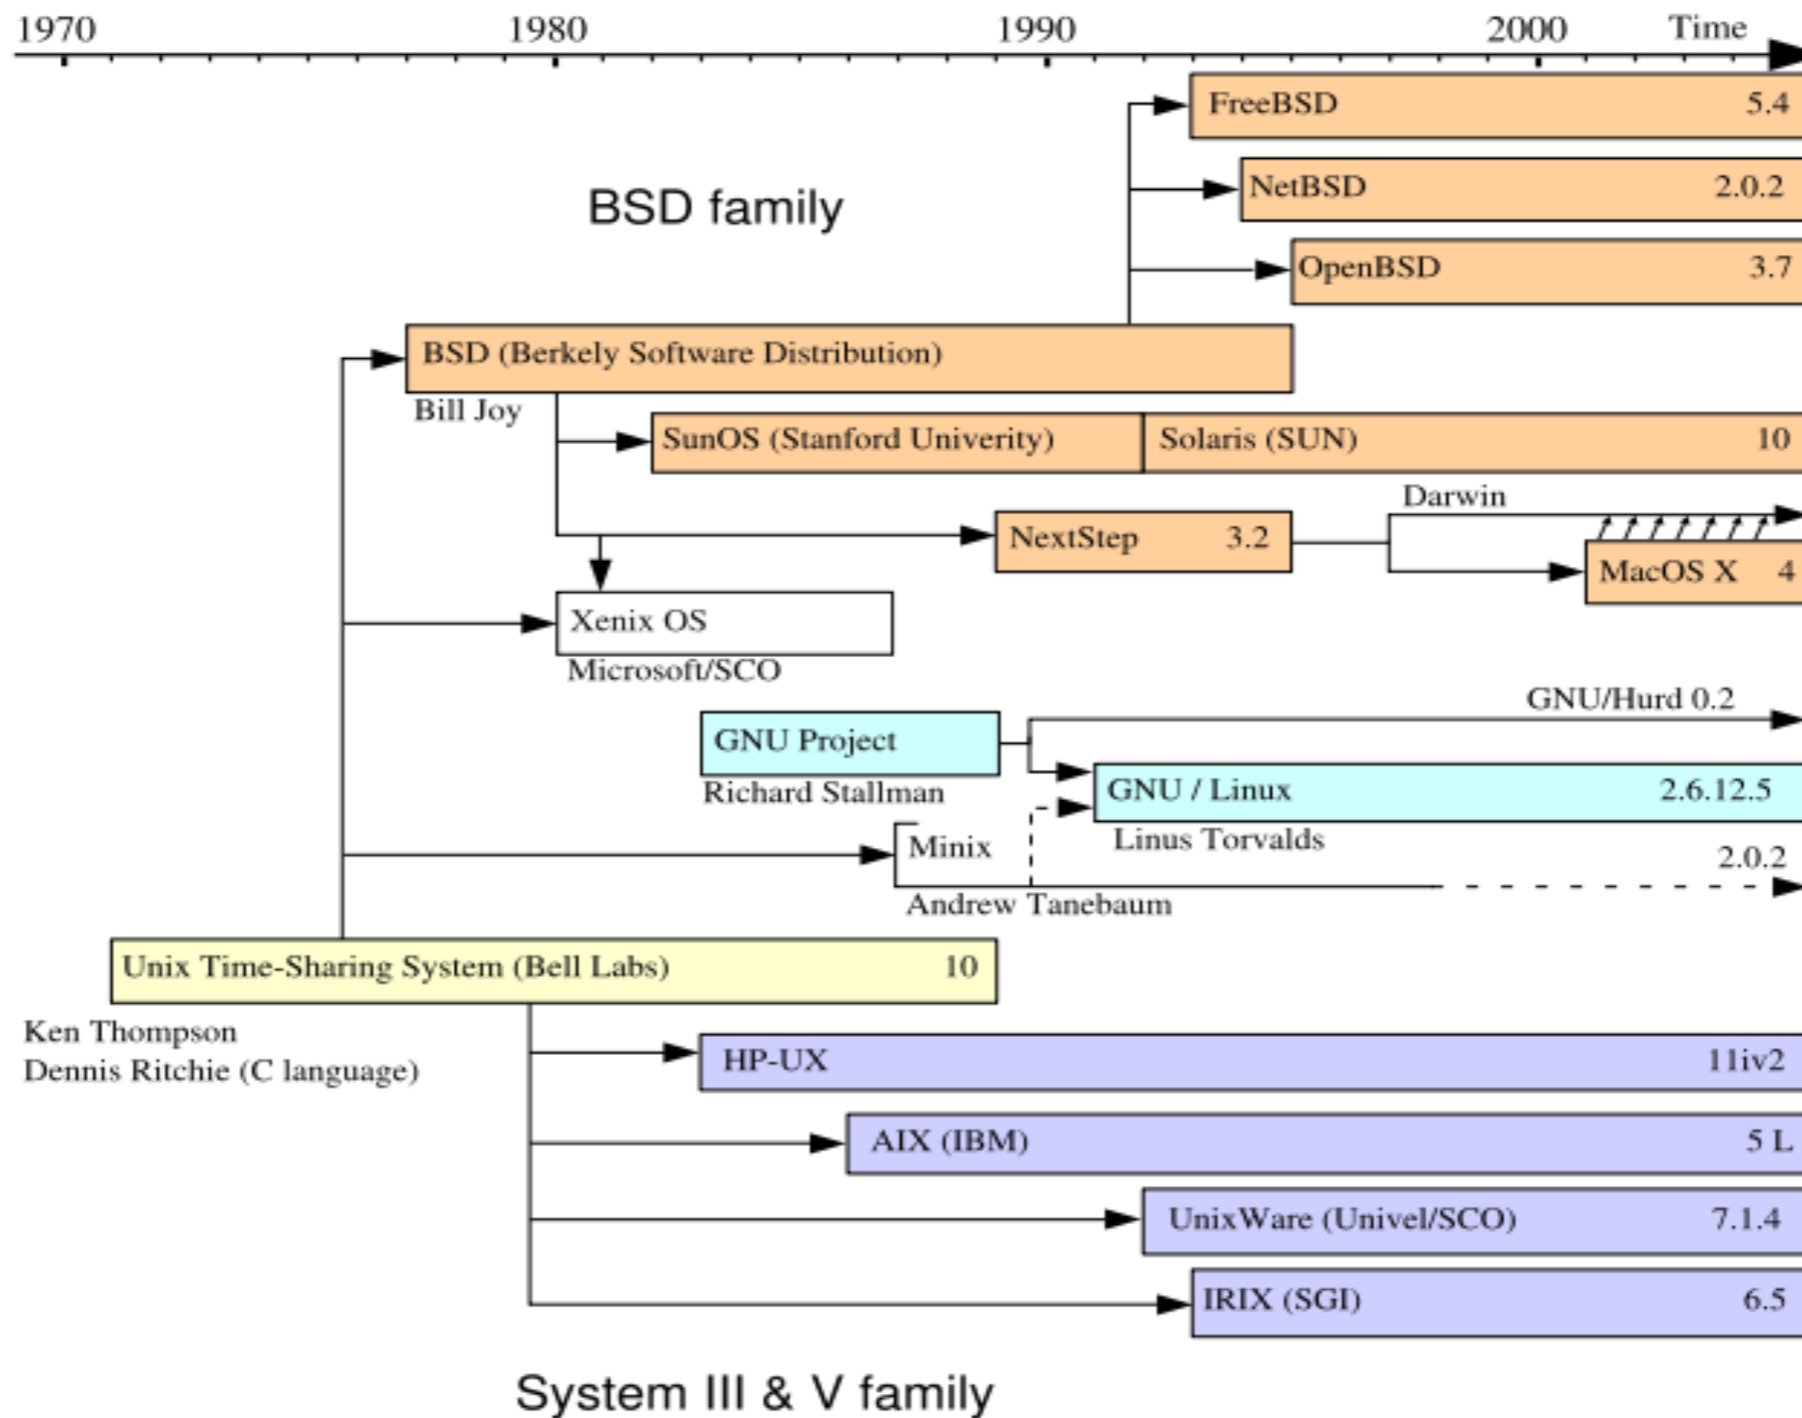 1970 1980 1990 2000 Time
FreeBSD 5.4
NetBSD 2.0.2
BSD family
OpenBSD 3.7
BSD (Berkely Software Distribution)
Bill Joy
SunOS (Stanford Univerity) Solaris (SUN) 10
Darwin
NextStep 3.2
MacOS X 4
Xenix OS
Microsoft/SCO
GNU/Hurd 0.2
GNU Project
Richard Stallman
GNU / Linux 2.6.12.5
Linus Torvalds
Minix 2.0.2
Andrew Tanebaum
Unix Time-Sharing System (Bell Labs) 10
Ken Thompson
Dennis Ritchie (C language)
HP-UX 11iv2
AIX (IBM) 5 L
UnixWare (Univel/SCO) 7.1.4
IRIX (SGI) 6.5
System III & V family